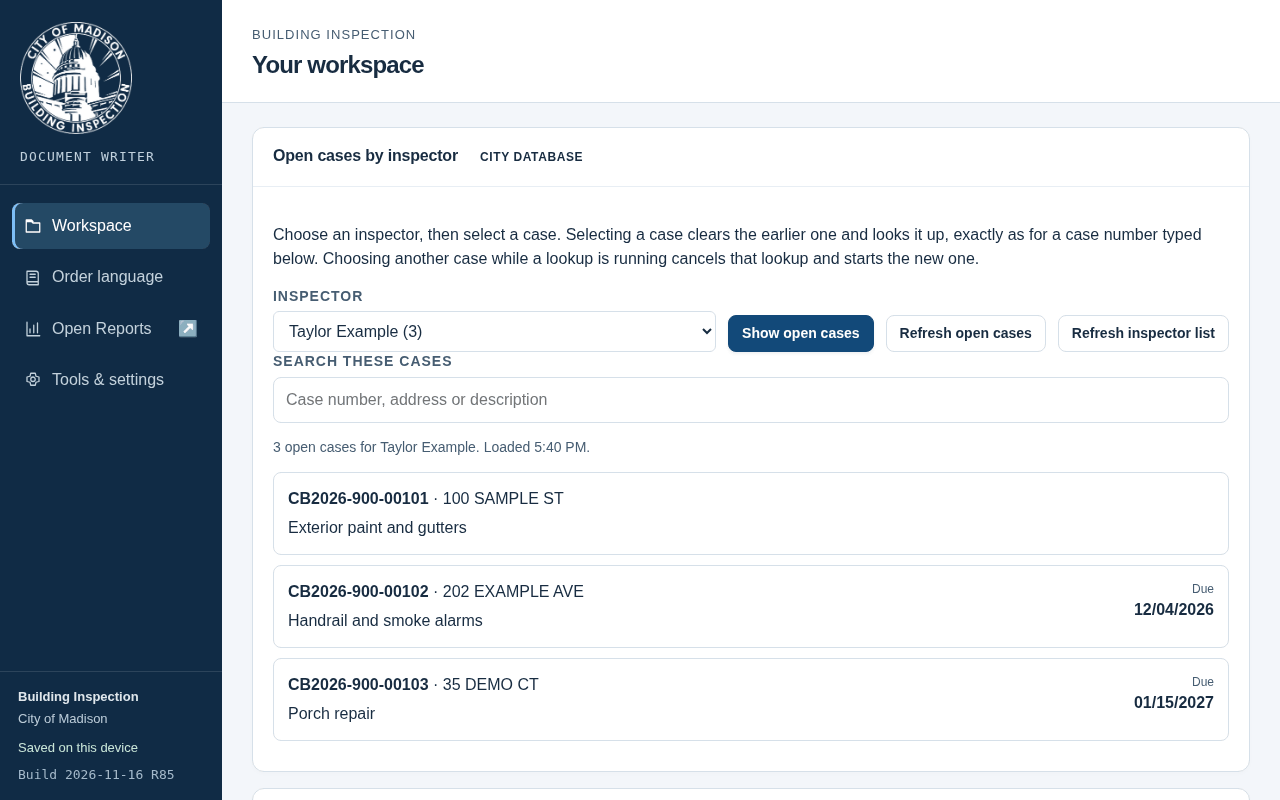 CITY OF MADISON
BUILDING INSPECTION
DOCUMENT WRITER
Workspace
Order language
Open Reports
Tools & settings
Building Inspection
City of Madison
Saved on this device
Build 2026-11-16 R85
BUILDING INSPECTION
Your workspace
Open cases by inspector CITY DATABASE
Choose an inspector, then select a case. Selecting a case clears the earlier one and looks it up, exactly as for a case number typed
below. Choosing another case while a lookup is running cancels that lookup and starts the new one.
INSPECTOR
Taylor Example (3) Show open cases Refresh open cases Refresh inspector list
SEARCH THESE CASES
Case number, address or description
3 open cases for Taylor Example. Loaded 5:40 PM.
CB2026-900-00101 · 100 SAMPLE ST
Exterior paint and gutters
CB2026-900-00102 · 202 EXAMPLE AVE
Handrail and smoke alarms
Due
12/04/2026
CB2026-900-00103 · 35 DEMO CT
Porch repair
Due
01/15/2027